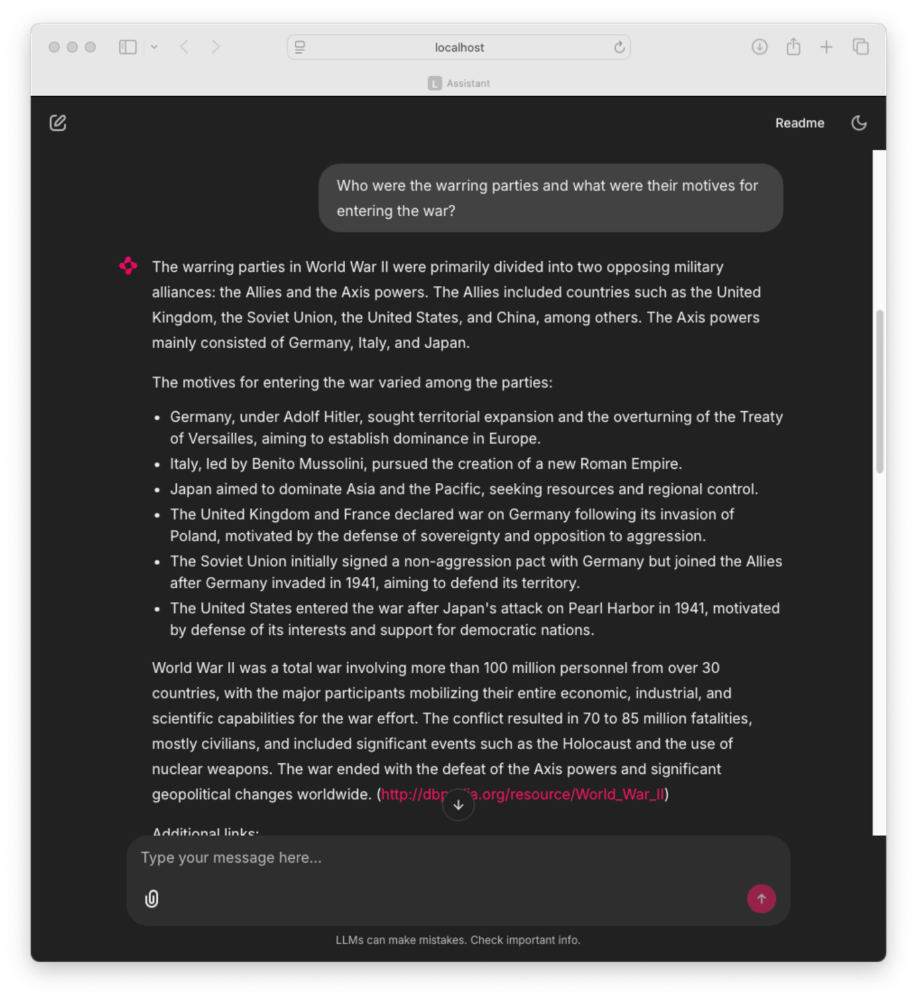 localhost
L Assistant
Readme
Who were the warring parties and what were their motives for
entering the war?
The warring parties in World War II were primarily divided into two opposing military
alliances: the Allies and the Axis powers. The Allies included countries such as the United
Kingdom, the Soviet Union, the United States, and China, among others. The Axis powers
mainly consisted of Germany, Italy, and Japan.
The motives for entering the war varied among the parties:
• Germany, under Adolf Hitler, sought territorial expansion and the overturning of the Treaty
of Versailles, aiming to establish dominance in Europe.
• Italy, led by Benito Mussolini, pursued the creation of a new Roman Empire.
• Japan aimed to dominate Asia and the Pacific, seeking resources and regional control.
• The United Kingdom and France declared war on Germany following its invasion of
Poland, motivated by the defense of sovereignty and opposition to aggression.
• The Soviet Union initially signed a non-aggression pact with Germany but joined the Allies
after Germany invaded in 1941, aiming to defend its territory.
• The United States entered the war after Japan's attack on Pearl Harbor in 1941, motivated
by defense of its interests and support for democratic nations.
World War II was a total war involving more than 100 million personnel from over 30
countries, with the major participants mobilizing their entire economic, industrial, and
scientific capabilities for the war effort. The conflict resulted in 70 to 85 million fatalities,
mostly civilians, and included significant events such as the Holocaust and the use of
nuclear weapons. The war ended with the defeat of the Axis powers and significant
geopolitical changes worldwide. (http://dbpedia.org/resource/World_War_II)
Additional links:
Type your message here...
LLMs can make mistakes. Check important info.